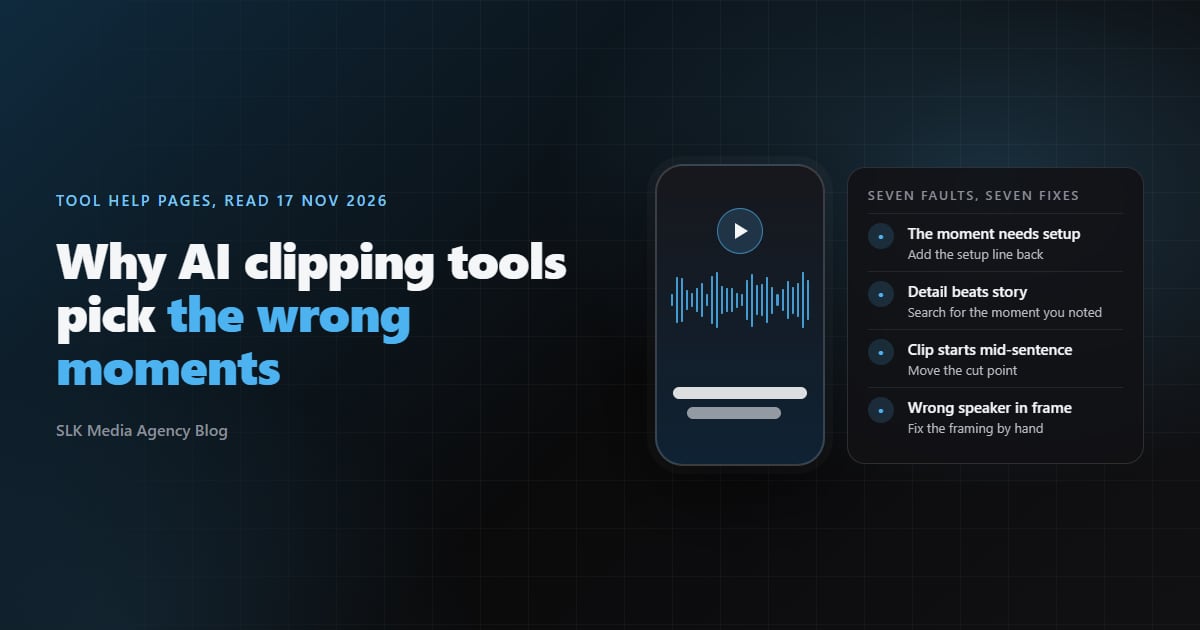 TOOL HELP PAGES, READ 17 NOV 2026
Why AI clipping tools
pick the wrong
moments
SLK Media Agency Blog
SEVEN FAULTS, SEVEN FIXES
The moment needs setup
Add the setup line back
Detail beats story
Search for the moment you noted
Clip starts mid-sentence
Move the cut point
Wrong speaker in frame
Fix the framing by hand